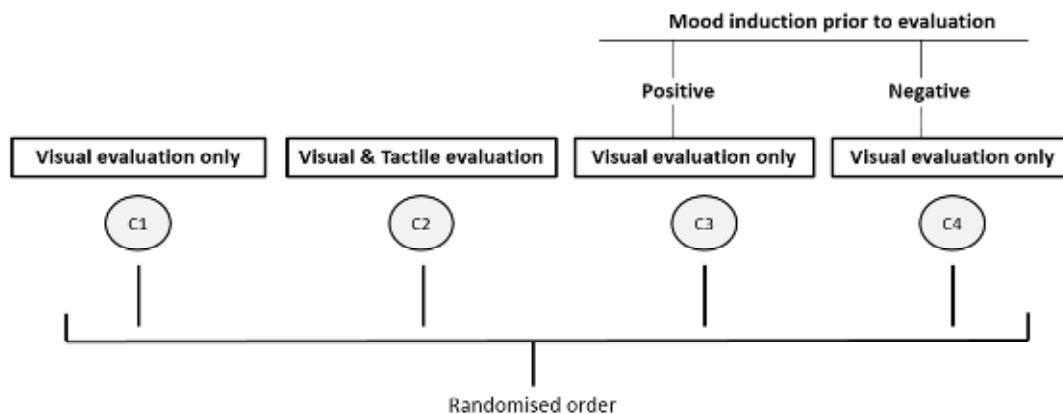 Mood induction prior to evaluation
Positive Negative
Visual evaluation only Visual & Tactile evaluation Visual evaluation only Visual evaluation only
C1 C2 C3 C4
Randomised order